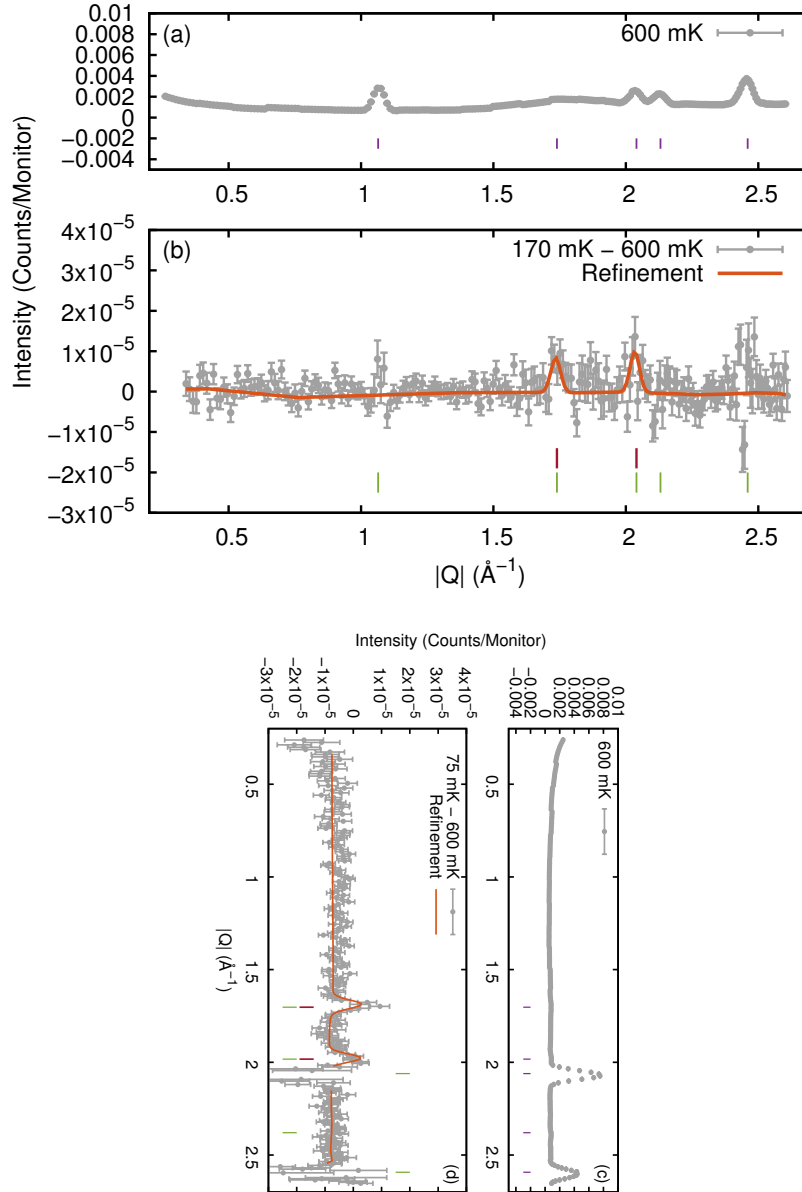 (a)
600 mK
0.01
0.008
0.006
0.004
0.002
0
−0.002
−0.004
0.5
1
1.5
2
2.5
Intensity (Counts/Monitor)
(b)
170 mK − 600 mK
Refinement
4x10⁻⁵
3x10⁻⁵
2x10⁻⁵
1x10⁻⁵
0
−1x10⁻⁵
−2x10⁻⁵
−3x10⁻⁵
0.5
1
1.5
2
2.5
|Q| (Å⁻¹)
(c)
600 mK
0.01
0.008
0.006
0.004
0.002
0
−0.002
−0.004
0.5
1
1.5
2
2.5
Intensity (Counts/Monitor)
(d)
75 mK − 600 mK
Refinement
4x10⁻⁵
3x10⁻⁵
2x10⁻⁵
1x10⁻⁵
0
−1x10⁻⁵
−2x10⁻⁵
−3x10⁻⁵
|Q| (Å⁻¹)